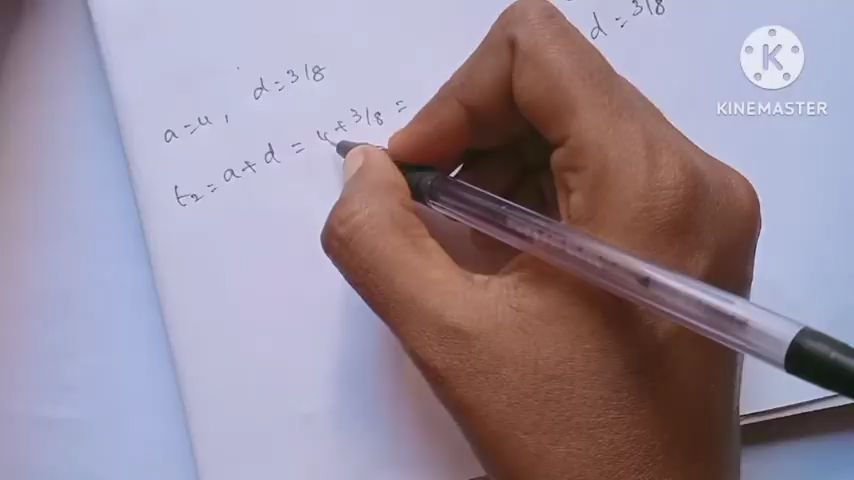 d = 3/8
a = 4, d = 3/8
t₂ = a + d = 4 + 3/8 =
KINEMASTER